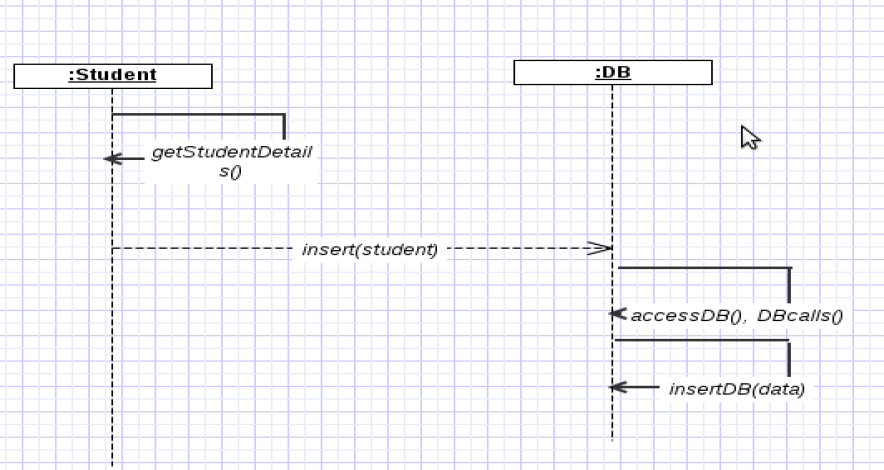 :Student
:DB
getStudentDetail
s()
insert(student)
accessDB(), DBcalls()
insertDB(data)